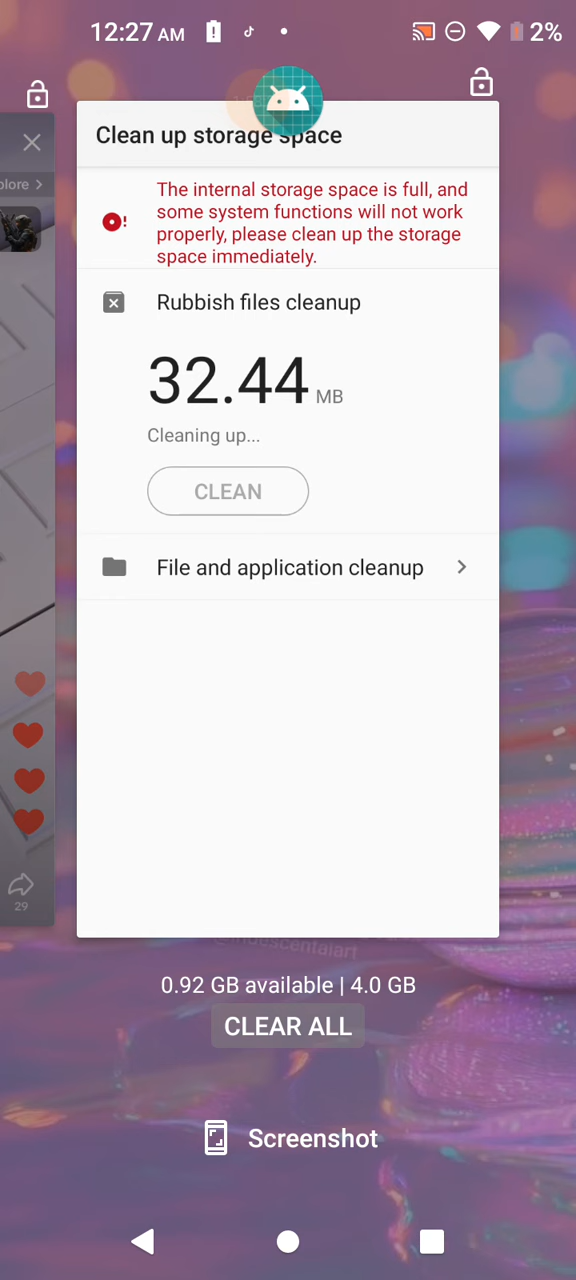 12:27 AM
2%
Clean up storage space
plore >
The internal storage space is full, and
some system functions will not work
properly, please clean up the storage
space immediately.
Rubbish files cleanup
32.44 MB
Cleaning up...
CLEAN
File and application cleanup
29
0.92 GB available | 4.0 GB
CLEAR ALL
Screenshot